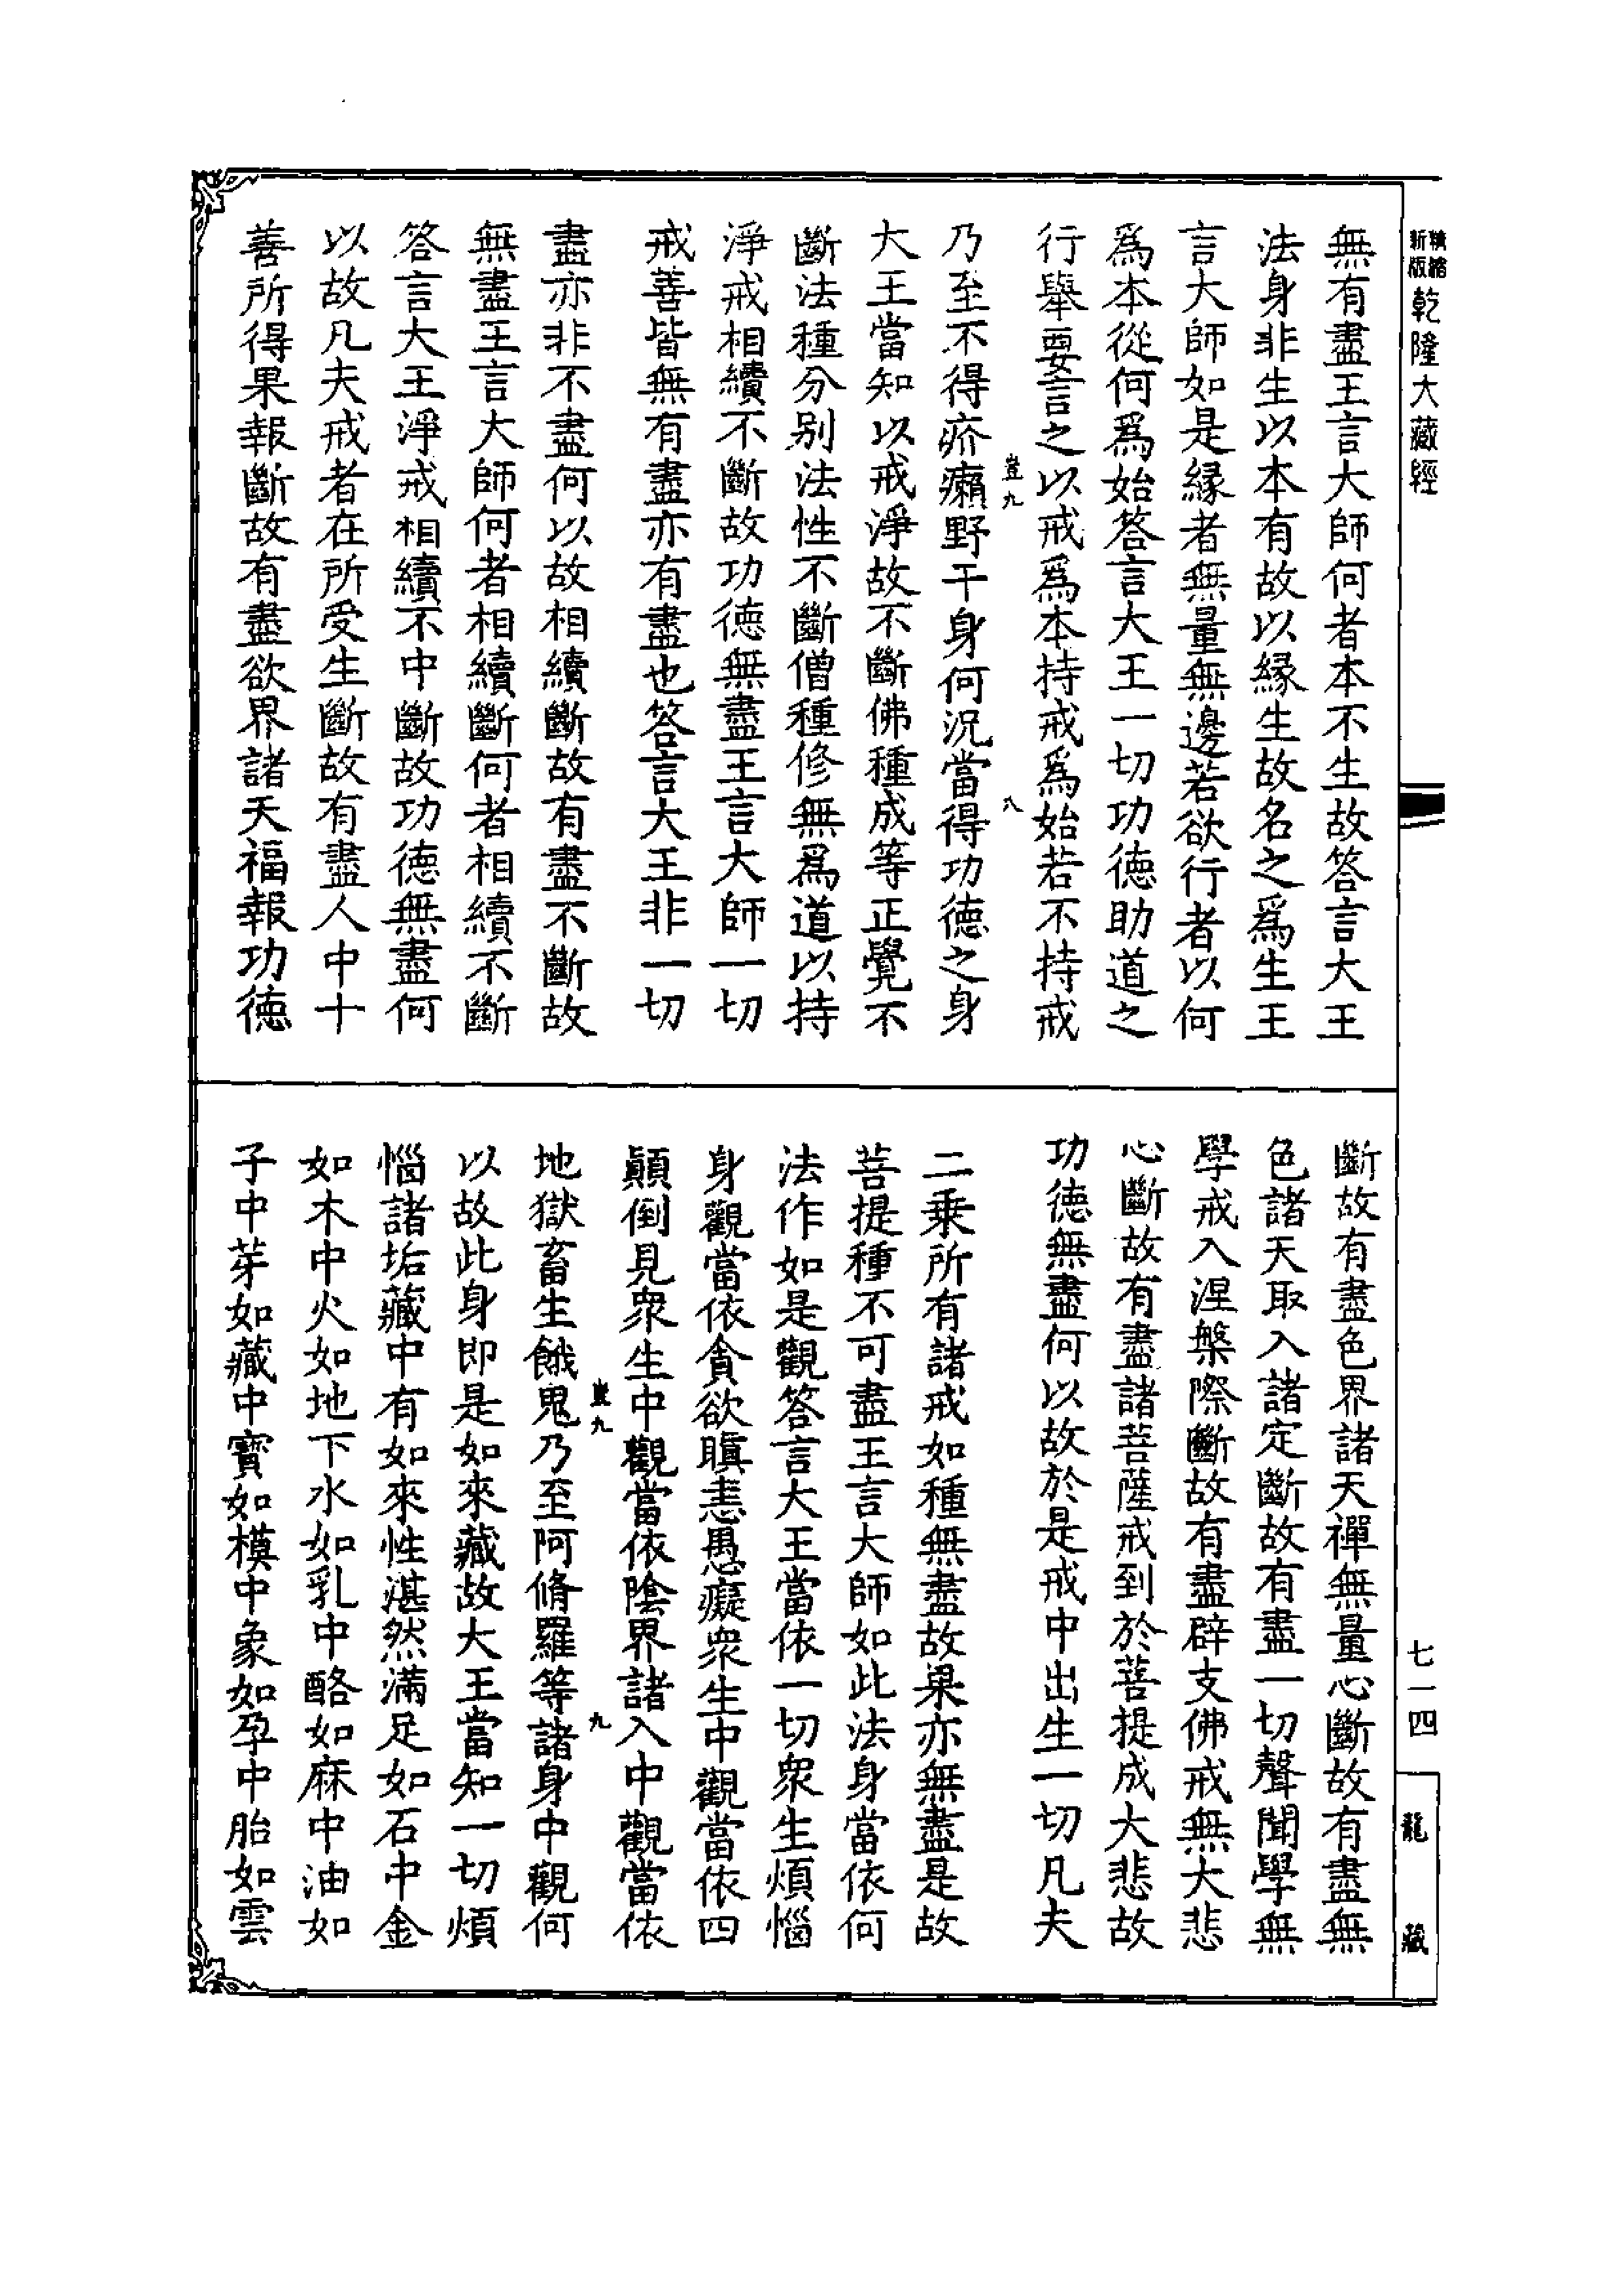 乾隆大藏經
無有盡王言大師何者本不生故答言大王
法身非生以本有故以緣生故名之爲生王
言大師如是緣者無量無邊若欲行者以何
爲本從何爲始答言大王一切功德助道之
行舉要言之以戒爲本持戒爲始若不持戒
豈九
八
乃至不得疥癩野干身何況當得功德之身
大王當知以戒淨故不斷佛種成等正覺不
斷法種分別法性不斷僧種修無爲道以持
淨戒相續不斷故功德無盡王言大師一切
戒善皆無有盡亦有盡也答言大王非一切
盡亦非不盡何以故相續斷故有盡不斷故
無盡王言大師何者相續斷何者相續不斷
答言大王淨戒相續不中斷故功德無盡何
以故凡夫戒者在所受生斷故有盡人中十
善所得果報斷故有盡欲界諸天福報功德
斷故有盡色界諸天禪無量心斷故有盡無
色諸天取入諸定斷故有盡一切聲聞學無
學戒入涅槃際斷故有盡辟支佛戒無大悲
心斷故有盡諸菩薩戒到於菩提成大悲故
功德無盡何以故於是戒中出生一切凡夫
二乘所有諸戒如種無盡故果亦無盡是故
菩提種不可盡王言大師如此法身當依何
法作如是觀答言大王當依一切衆生煩惱
身觀當依貪欲瞋恚愚癡衆生中觀當依四
顚倒見衆生中觀當依陰界諸入中觀當依
豈九
九
地獄畜生餓鬼乃至阿脩羅等諸身中觀何
以故此身即是如來藏故大王當知一切煩
惱諸垢藏中有如來性湛然滿足如石中金
如木中火如地下水如乳中酪如麻中油如
子中芽如藏中寶如模中象如孕中胎如雲
七一四
龍藏